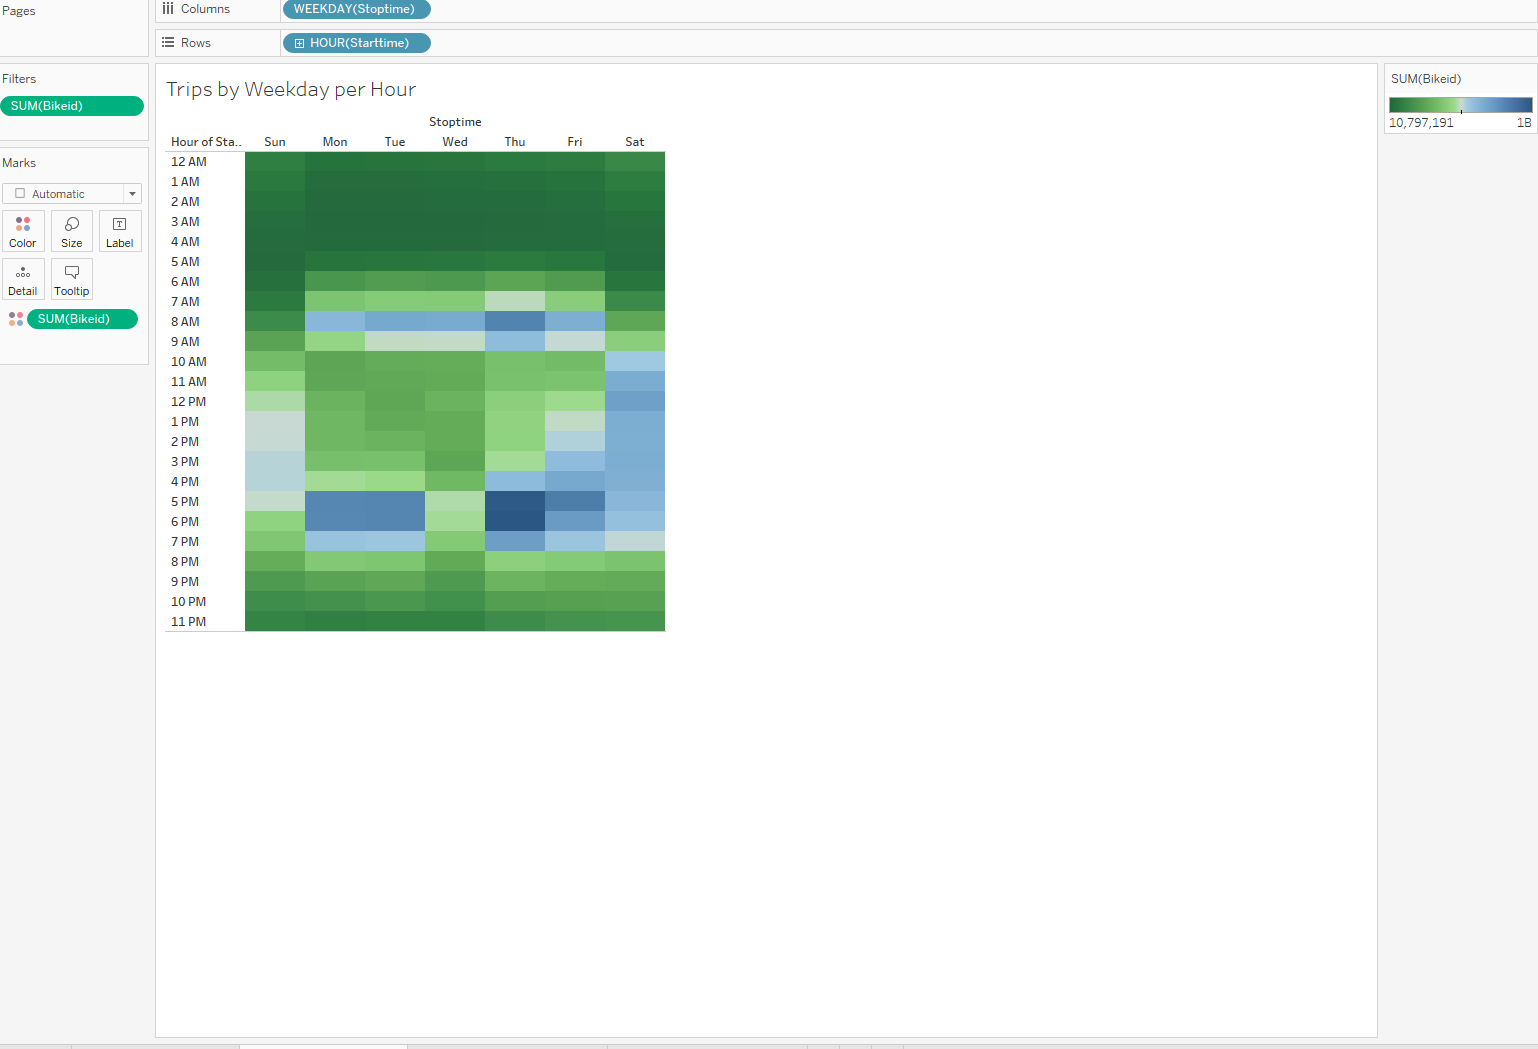 Pages
Columns
WEEKDAY(Stoptime)
Rows
HOUR(Starttime)
Filters
SUM(Bikeid)
Marks
Automatic
Color Size Label
Detail Tooltip
SUM(Bikeid)
Trips by Weekday per Hour
Stoptime
Hour of Sta.. Sun Mon Tue Wed Thu Fri Sat
12 AM
1 AM
2 AM
3 AM
4 AM
5 AM
6 AM
7 AM
8 AM
9 AM
10 AM
11 AM
12 PM
1 PM
2 PM
3 PM
4 PM
5 PM
6 PM
7 PM
8 PM
9 PM
10 PM
11 PM
SUM(Bikeid)
10,797,191 1B